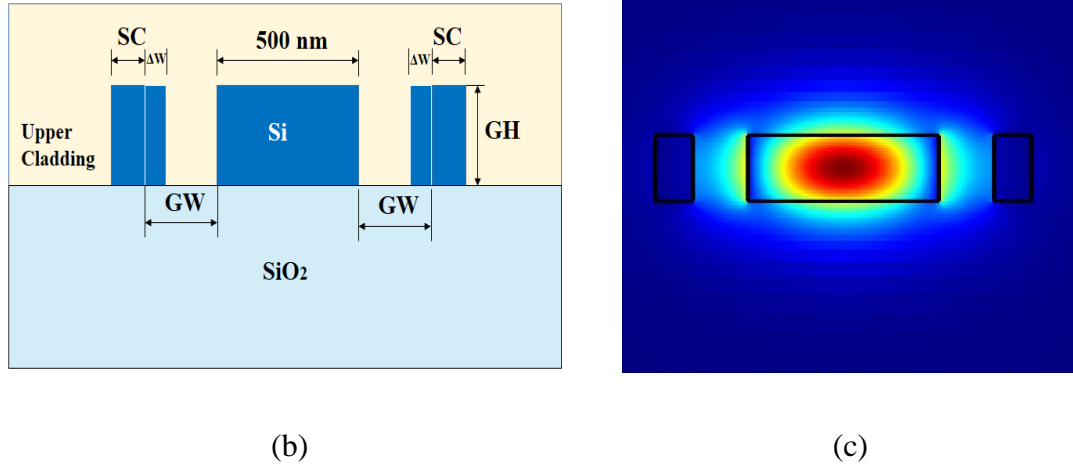 SC
500 nm
SC
ΔW
ΔW
Upper
Cladding
Si
GH
GW
GW
SiO₂
(b)
(c)